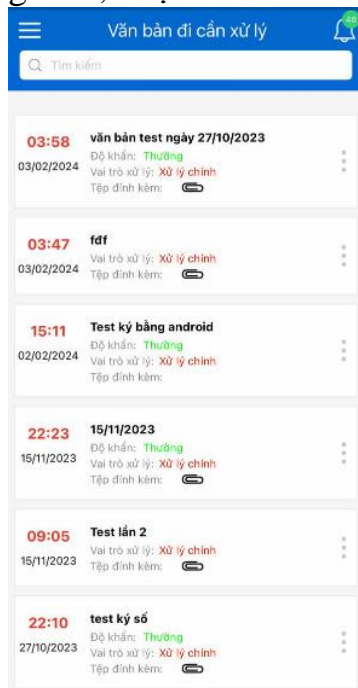 Văn bản đi cần xử lý
48
Tìm kiếm
03:58
03/02/2024
văn bản test ngày 27/10/2023
Độ khẩn: Thường
Vai trò xử lý: Xử lý chính
Tệp đính kèm:
03:47
03/02/2024
fdf
Vai trò xử lý: Xử lý chính
Tệp đính kèm:
15:11
02/02/2024
Test ký bằng android
Độ khẩn: Thường
Vai trò xử lý: Xử lý chính
Tệp đính kèm:
22:23
15/11/2023
15/11/2023
Độ khẩn: Thường
Vai trò xử lý: Xử lý chính
Tệp đính kèm:
09:05
15/11/2023
Test lần 2
Vai trò xử lý: Xử lý chính
Tệp đính kèm:
22:10
27/10/2023
test ký số
Độ khẩn: Thường
Vai trò xử lý: Xử lý chính
Tệp đính kèm: